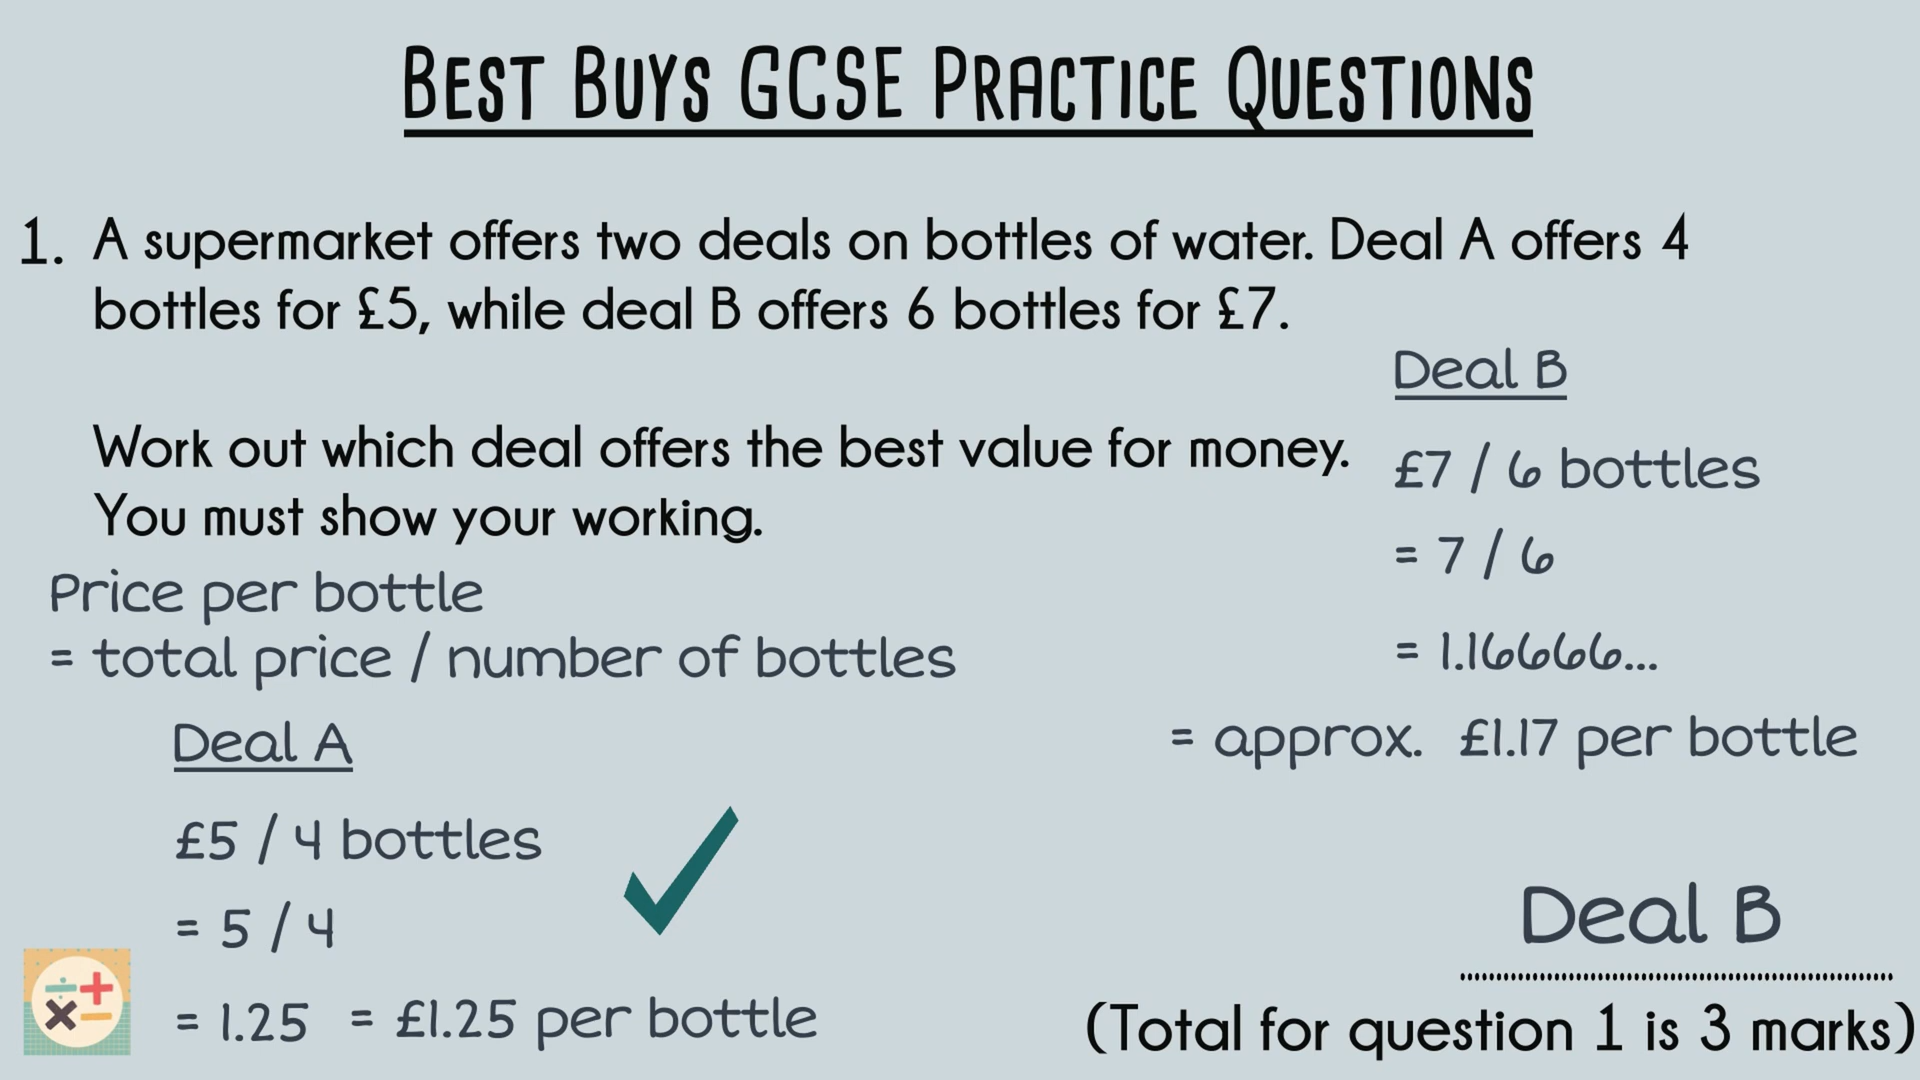 BEST BUYS GCSE PRACTICE QUESTIONS
1. A supermarket offers two deals on bottles of water. Deal A offers 4
bottles for £5, while deal B offers 6 bottles for £7.
Work out which deal offers the best value for money.
You must show your working.
Price per bottle
= total price / number of bottles
Deal A
£5 / 4 bottles
= 5 / 4
= 1.25 = £1.25 per bottle
Deal B
£7 / 6 bottles
= 7 / 6
= 1.16666...
= approx. £1.17 per bottle
Deal B
(Total for question 1 is 3 marks)